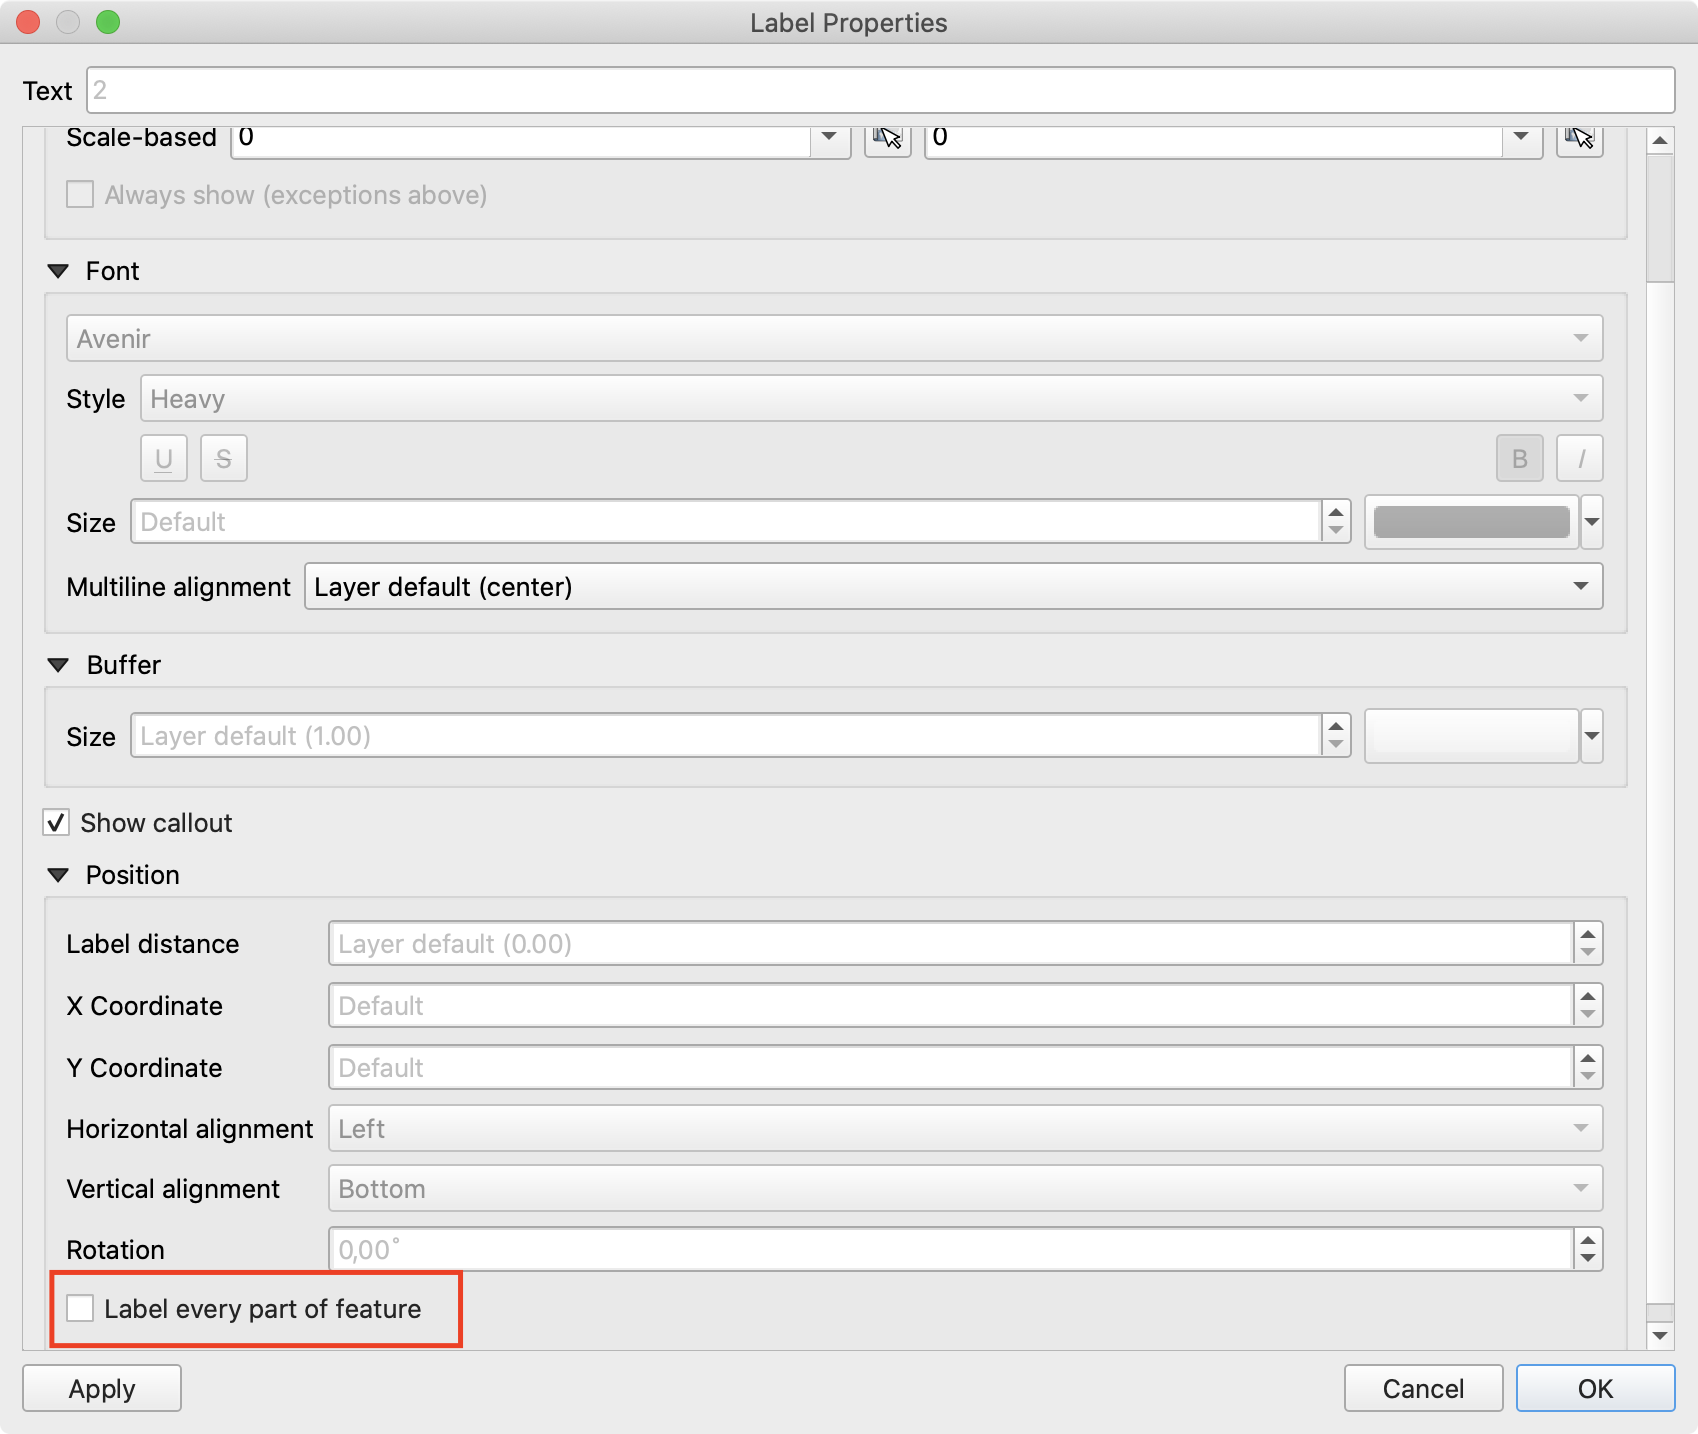 Label Properties
Text 2
Scale-based 0 0
Always show (exceptions above)
Font
Avenir
Style Heavy
U S B I
Size Default
Multiline alignment Layer default (center)
Buffer
Size Layer default (1.00)
Show callout
Position
Label distance Layer default (0.00)
X Coordinate Default
Y Coordinate Default
Horizontal alignment Left
Vertical alignment Bottom
Rotation 0,00°
Label every part of feature
Apply Cancel OK